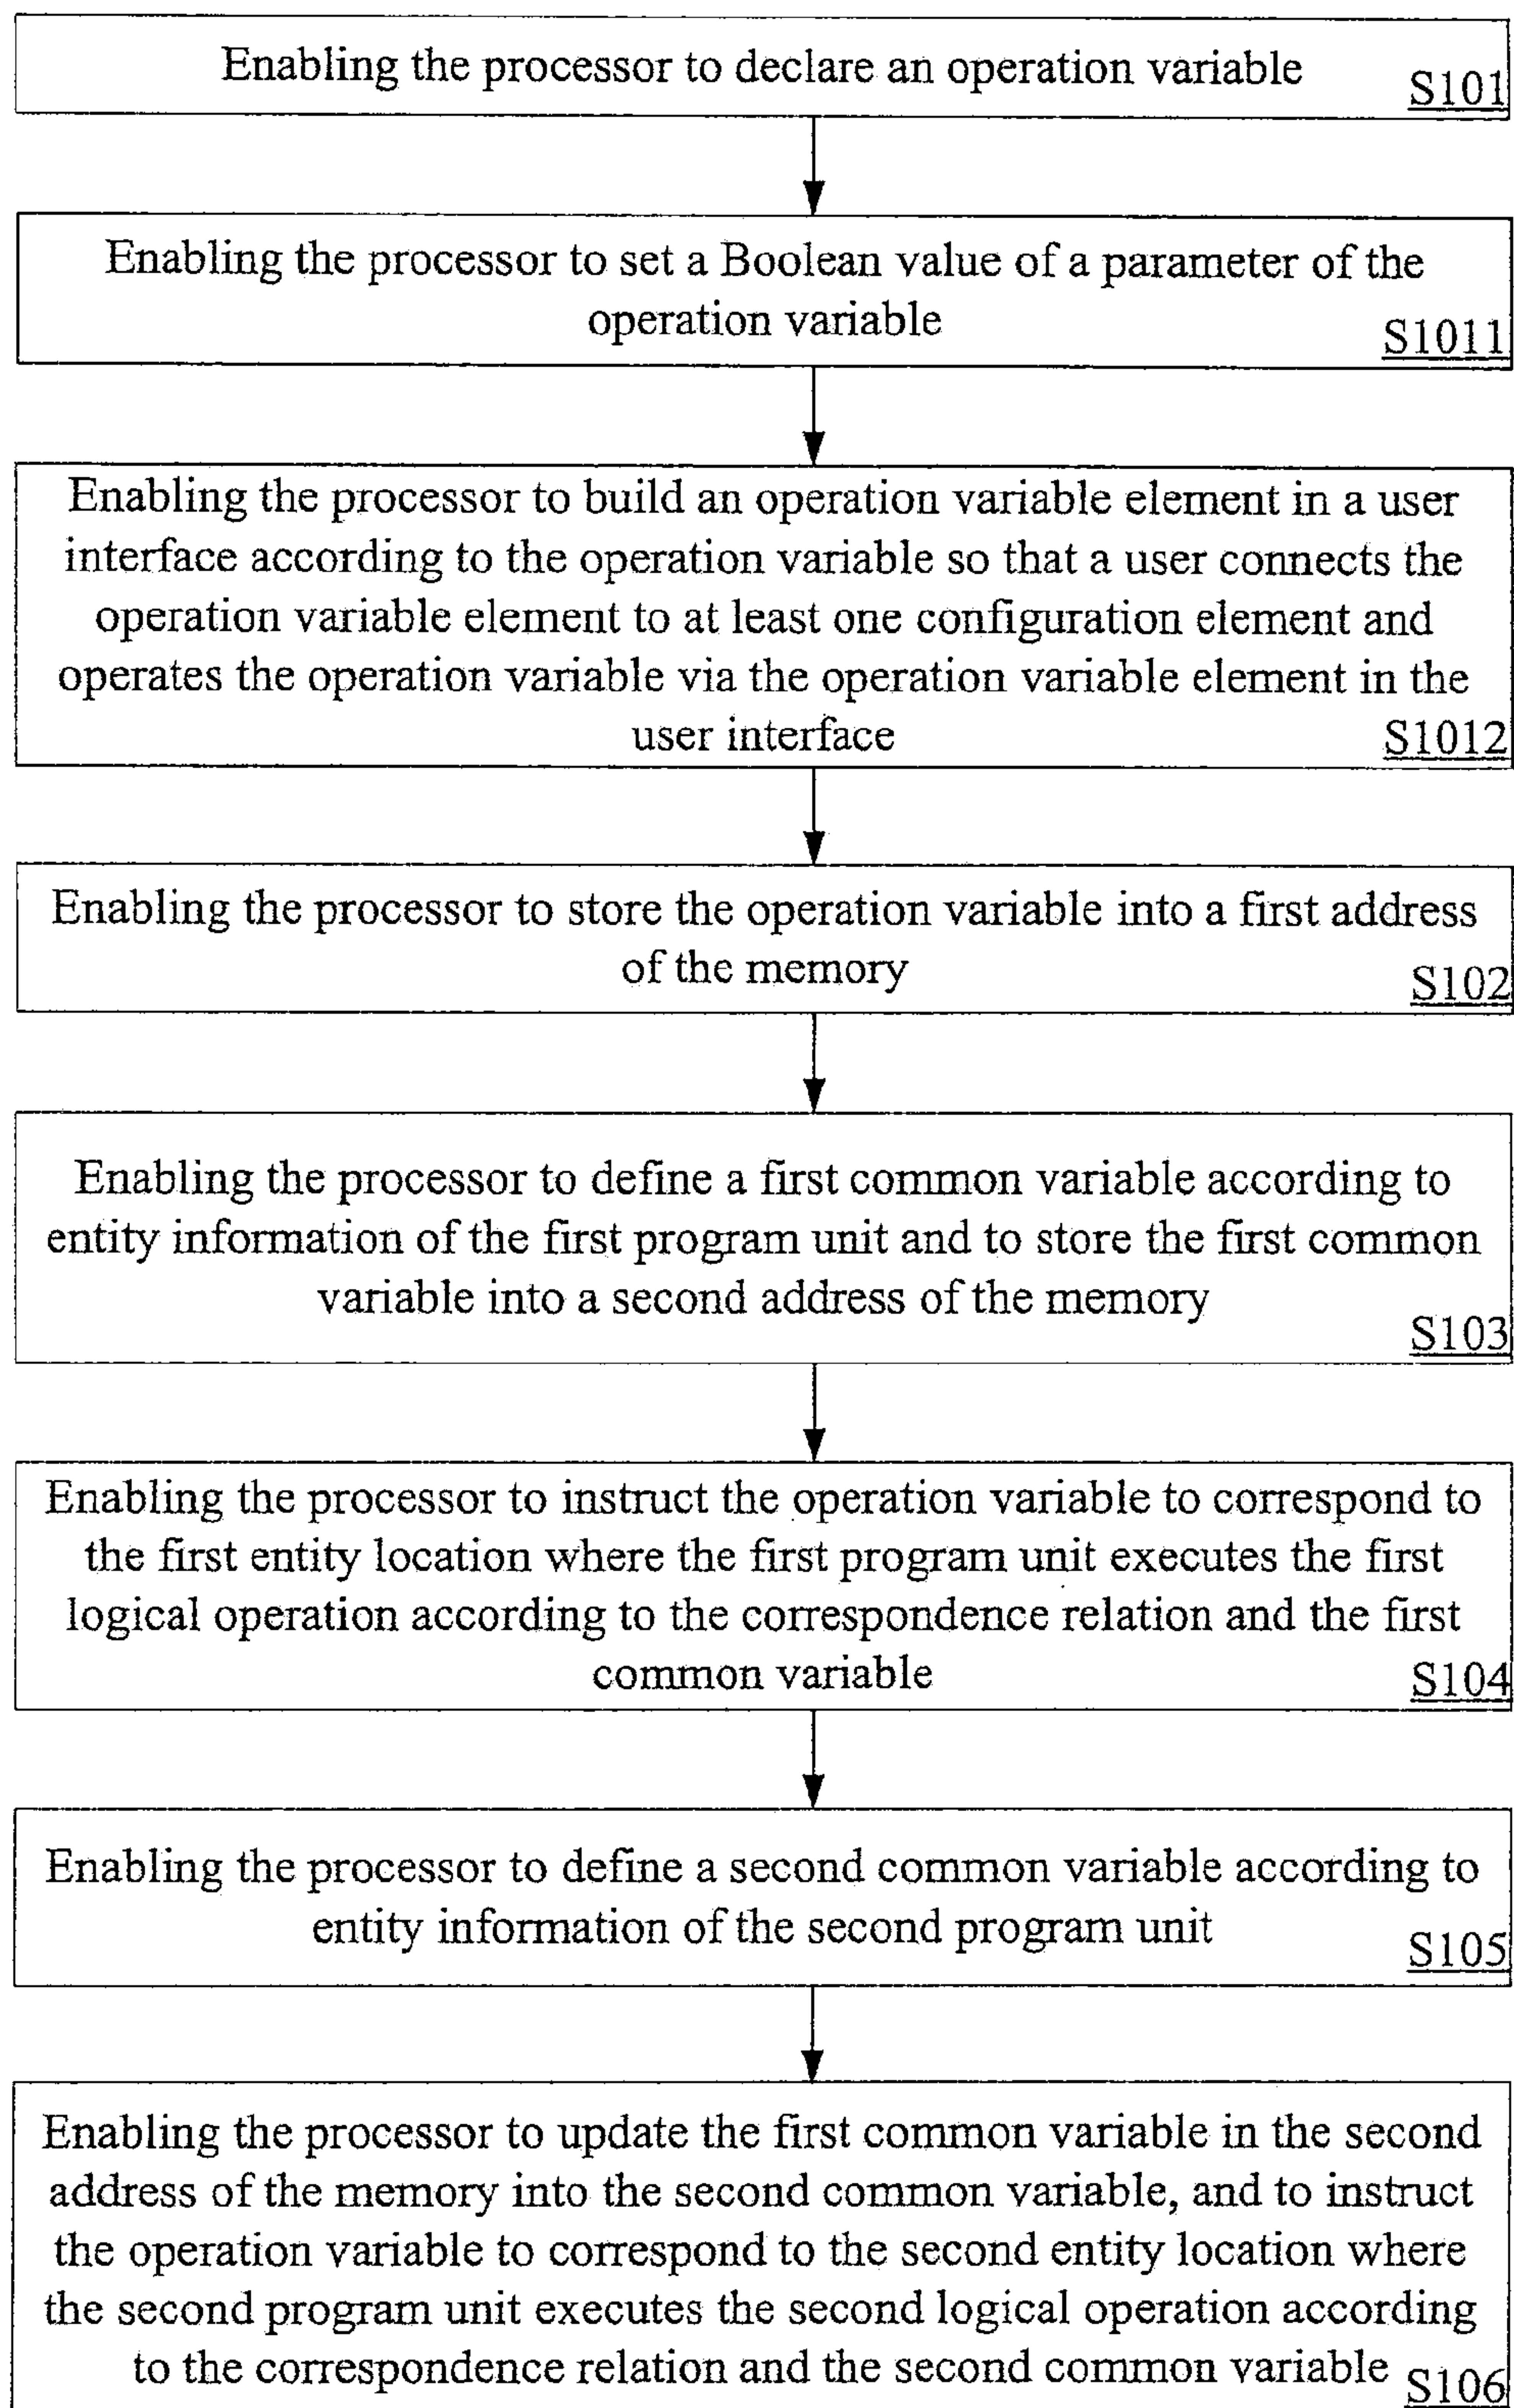 Enabling the processor to declare an operation variable
S101
Enabling the processor to set a Boolean value of a parameter of the
operation variable
S1011
Enabling the processor to build an operation variable element in a user
interface according to the operation variable so that a user connects the
operation variable element to at least one configuration element and
operates the operation variable via the operation variable element in the
user interface
S1012
Enabling the processor to store the operation variable into a first address
of the memory
S102
Enabling the processor to define a first common variable according to
entity information of the first program unit and to store the first common
variable into a second address of the memory
S103
Enabling the processor to instruct the operation variable to correspond to
the first entity location where the first program unit executes the first
logical operation according to the correspondence relation and the first
common variable
S104
Enabling the processor to define a second common variable according to
entity information of the second program unit
S105
Enabling the processor to update the first common variable in the second
address of the memory into the second common variable, and to instruct
the operation variable to correspond to the second entity location where
the second program unit executes the second logical operation according
to the correspondence relation and the second common variable
S106